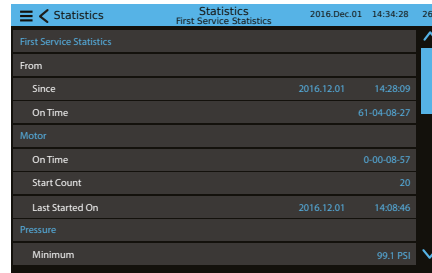 Statistics
Statistics
First Service Statistics
2016.Dec.01 14:34:28 26
First Service Statistics
From
Since 2016.12.01 14:28:09
On Time 61-04-08-27
Motor
On Time 0-00-08-57
Start Count 20
Last Started On 2016.12.01 14:08:46
Pressure
Minimum 99.1 PSI